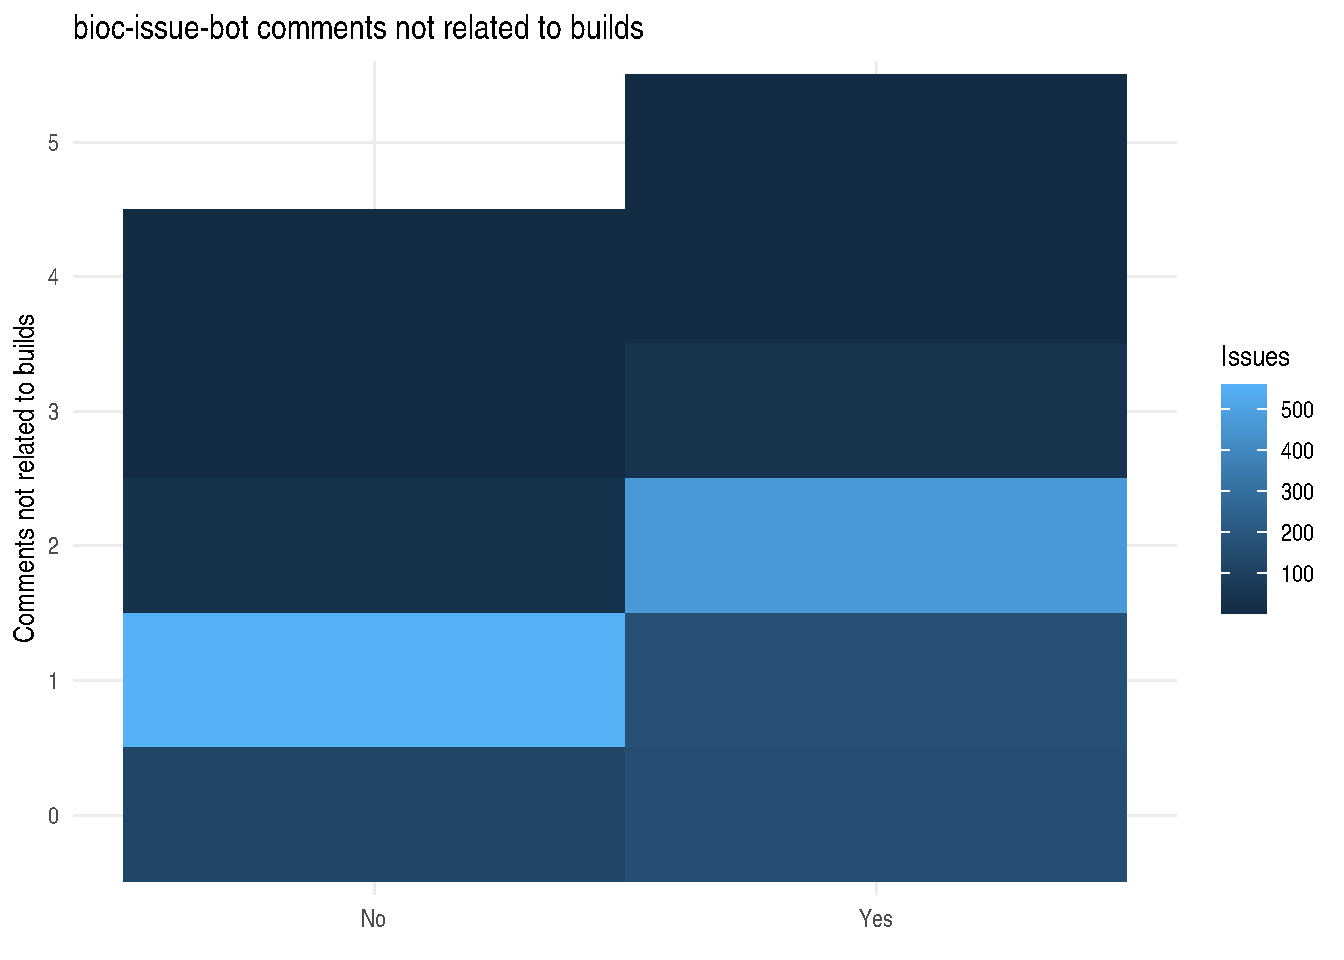 bioc-issue-bot comments not related to builds
Comments not related to builds
5
4
3
2
1
0
No
Yes
Issues
500
400
300
200
100